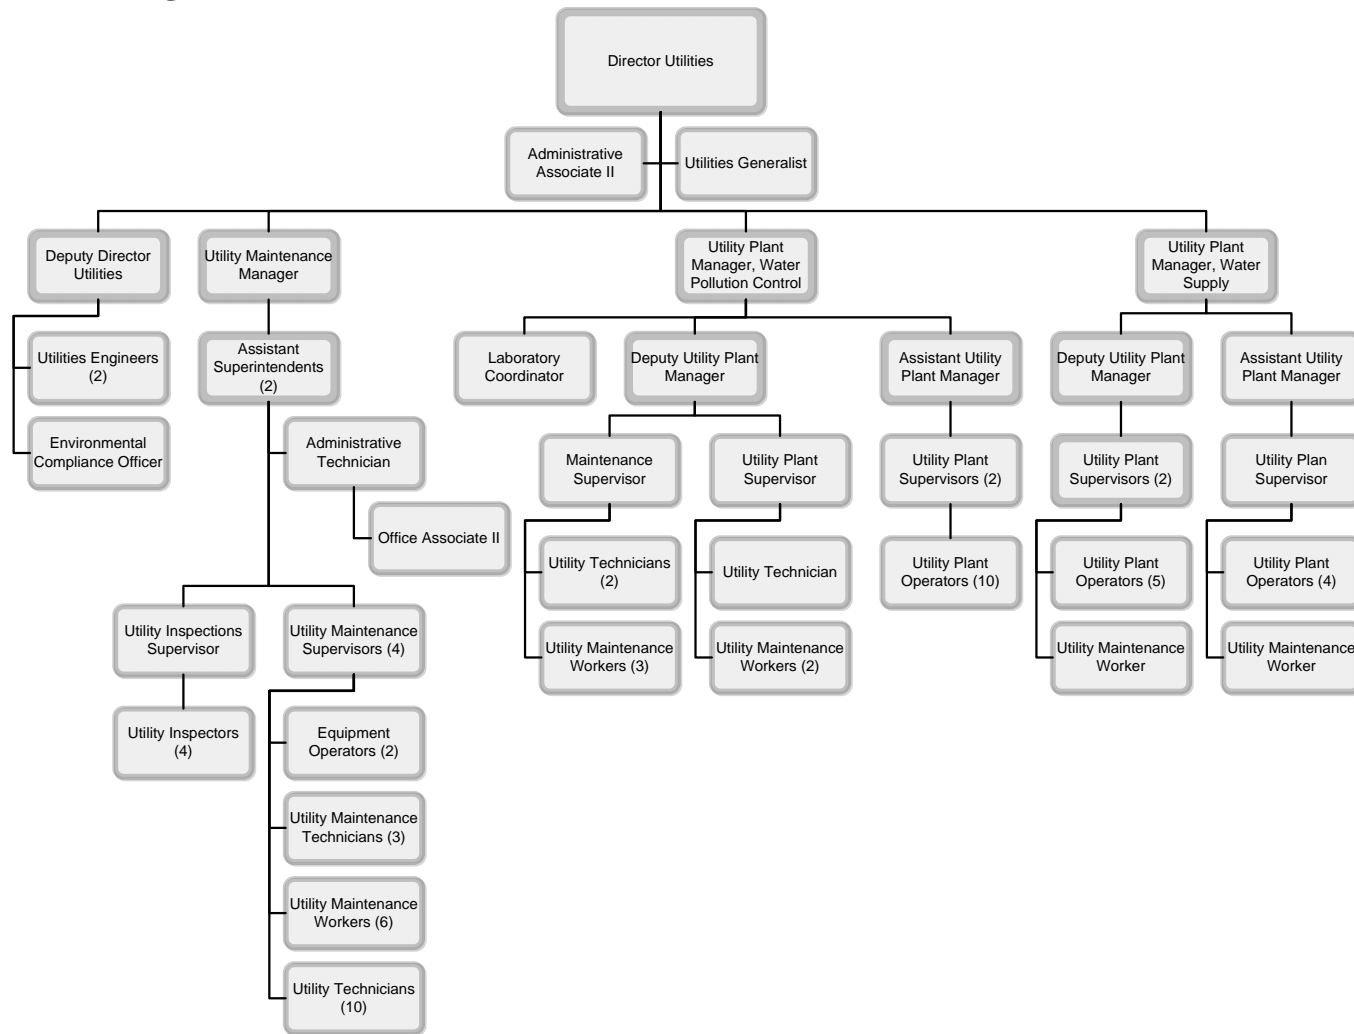 Director Utilities
Administrative
Associate II
Utilities Generalist
Deputy Director
Utilities
Utility Maintenance
Manager
Utility Plant
Manager, Water
Pollution Control
Utility Plant
Manager, Water
Supply
Utilities Engineers
(2)
Assistant
Superintendents
(2)
Laboratory
Coordinator
Deputy Utility Plant
Manager
Assistant Utility
Plant Manager
Deputy Utility Plant
Manager
Assistant Utility
Plant Manager
Environmental
Compliance Officer
Administrative
Technician
Maintenance
Supervisor
Utility Plant
Supervisor
Utility Plant
Supervisors (2)
Utility Plant
Supervisors (2)
Utility Plan
Supervisor
Office Associate II
Utility Technicians
(2)
Utility Technician
Utility Plant
Operators (10)
Utility Plant
Operators (5)
Utility Plant
Operators (4)
Utility Inspections
Supervisor
Utility Maintenance
Supervisors (4)
Utility Maintenance
Workers (3)
Utility Maintenance
Workers (2)
Utility Maintenance
Worker
Utility Maintenance
Worker
Utility Inspectors
(4)
Equipment
Operators (2)
Utility Maintenance
Technicians (3)
Utility Maintenance
Workers (6)
Utility Technicians
(10)